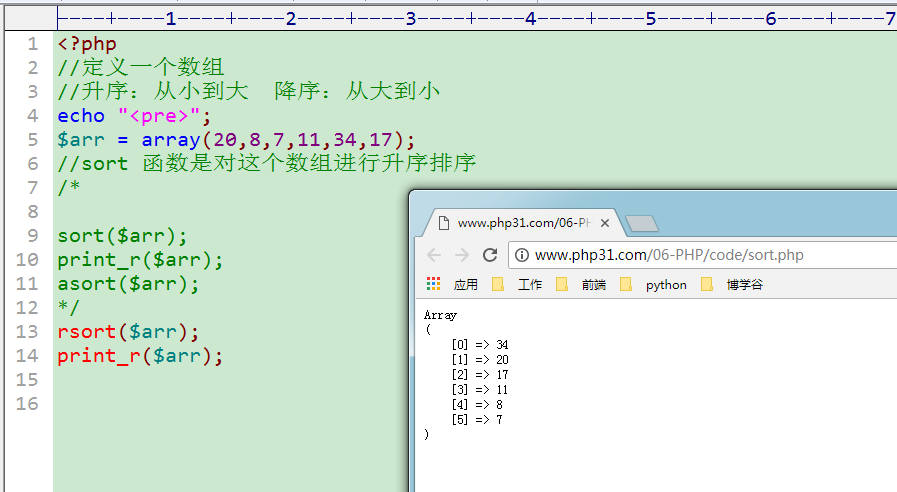 ----+----1----+----2----+----3----+----4----+----5----+----6----+----7
1 <?php
2 //定义一个数组
3 //升序：从小到大  降序：从大到小
4 echo "<pre>";
5 $arr = array(20,8,7,11,34,17);
6 //sort 函数是对这个数组进行升序排序
7 /*
8
9 sort($arr);
10 print_r($arr);
11 asort($arr);
12 */
13 rsort($arr);
14 print_r($arr);
15
16
www.php31.com/06-PH
www.php31.com/06-PHP/code/sort.php
应用 工作 前端 python 博学谷
Array
(
    [0] => 34
    [1] => 20
    [2] => 17
    [3] => 11
    [4] => 8
    [5] => 7
)